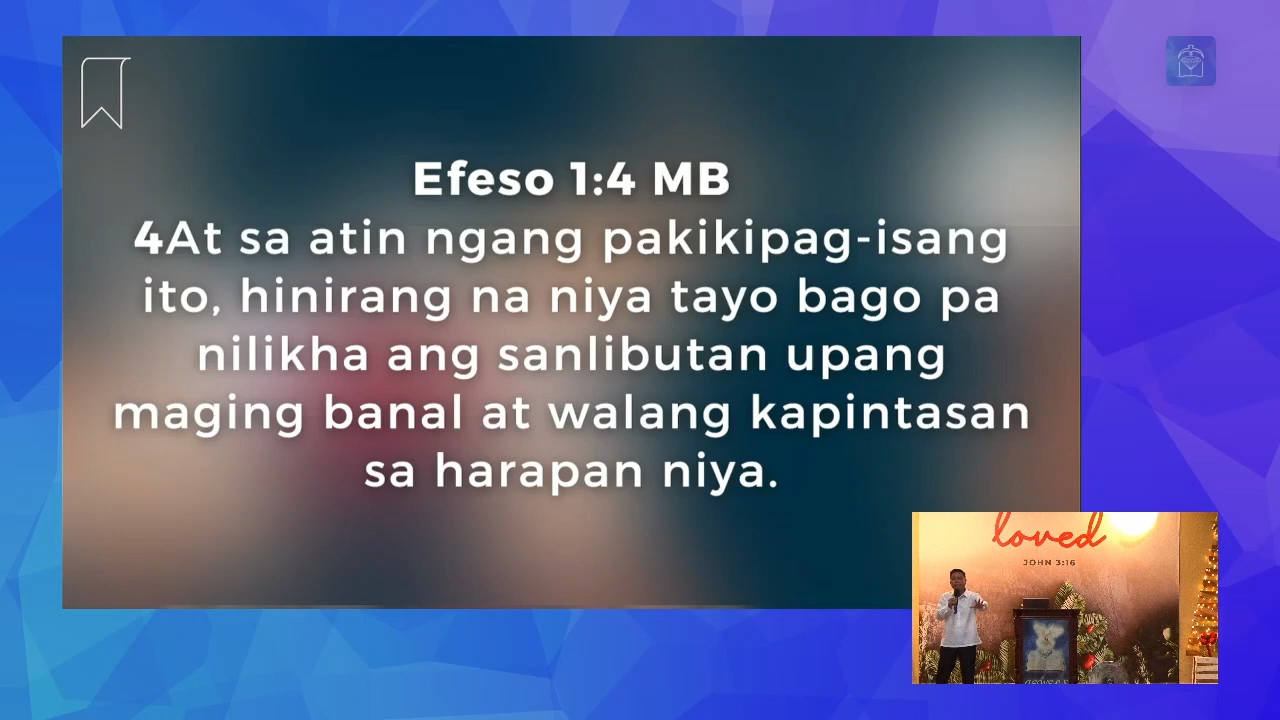 Efeso 1:4 MB
4At sa atin ngang pakikipag-isang
ito, hinirang na niya tayo bago pa
nilikha ang sanlibutan upang
maging banal at walang kapintasan
sa harapan niya.
loved
JOHN 3:16